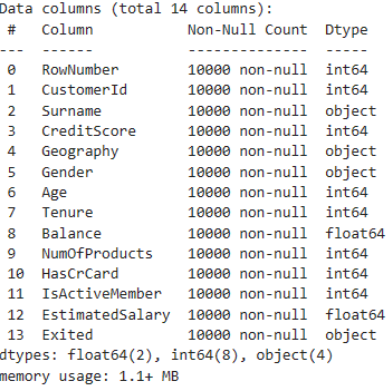 Data columns (total 14 columns):
#   Column           Non-Null Count  Dtype
---  ------           --------------  -----
0   RowNumber        10000 non-null  int64
1   CustomerId       10000 non-null  int64
2   Surname          10000 non-null  object
3   CreditScore      10000 non-null  int64
4   Geography        10000 non-null  object
5   Gender           10000 non-null  object
6   Age              10000 non-null  int64
7   Tenure           10000 non-null  int64
8   Balance          10000 non-null  float64
9   NumOfProducts    10000 non-null  int64
10  HasCrCard        10000 non-null  int64
11  IsActiveMember   10000 non-null  int64
12  EstimatedSalary  10000 non-null  float64
13  Exited           10000 non-null  object
dtypes: float64(2), int64(8), object(4)
memory usage: 1.1+ MB